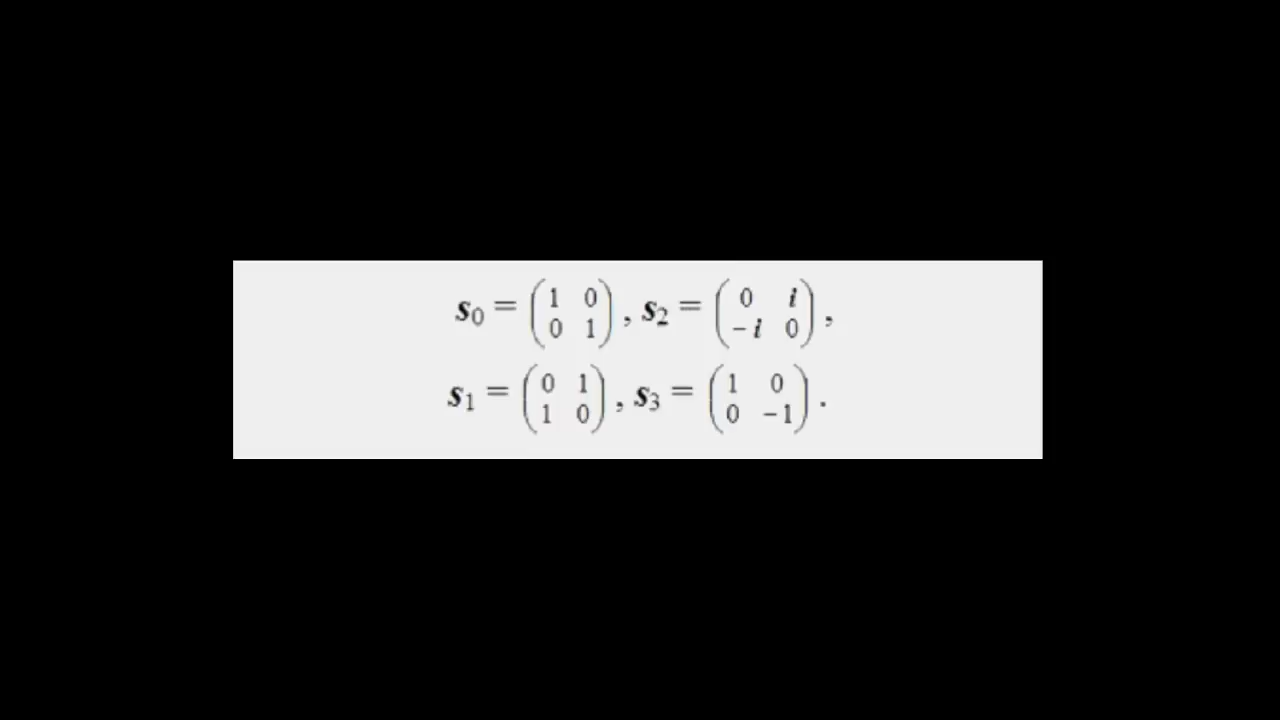 s₀ = ( 1 0 ; 0 1 ) , s₂ = ( 0 i ; −i 0 ) ,
s₁ = ( 0 1 ; 1 0 ) , s₃ = ( 1 0 ; 0 −1 ) .